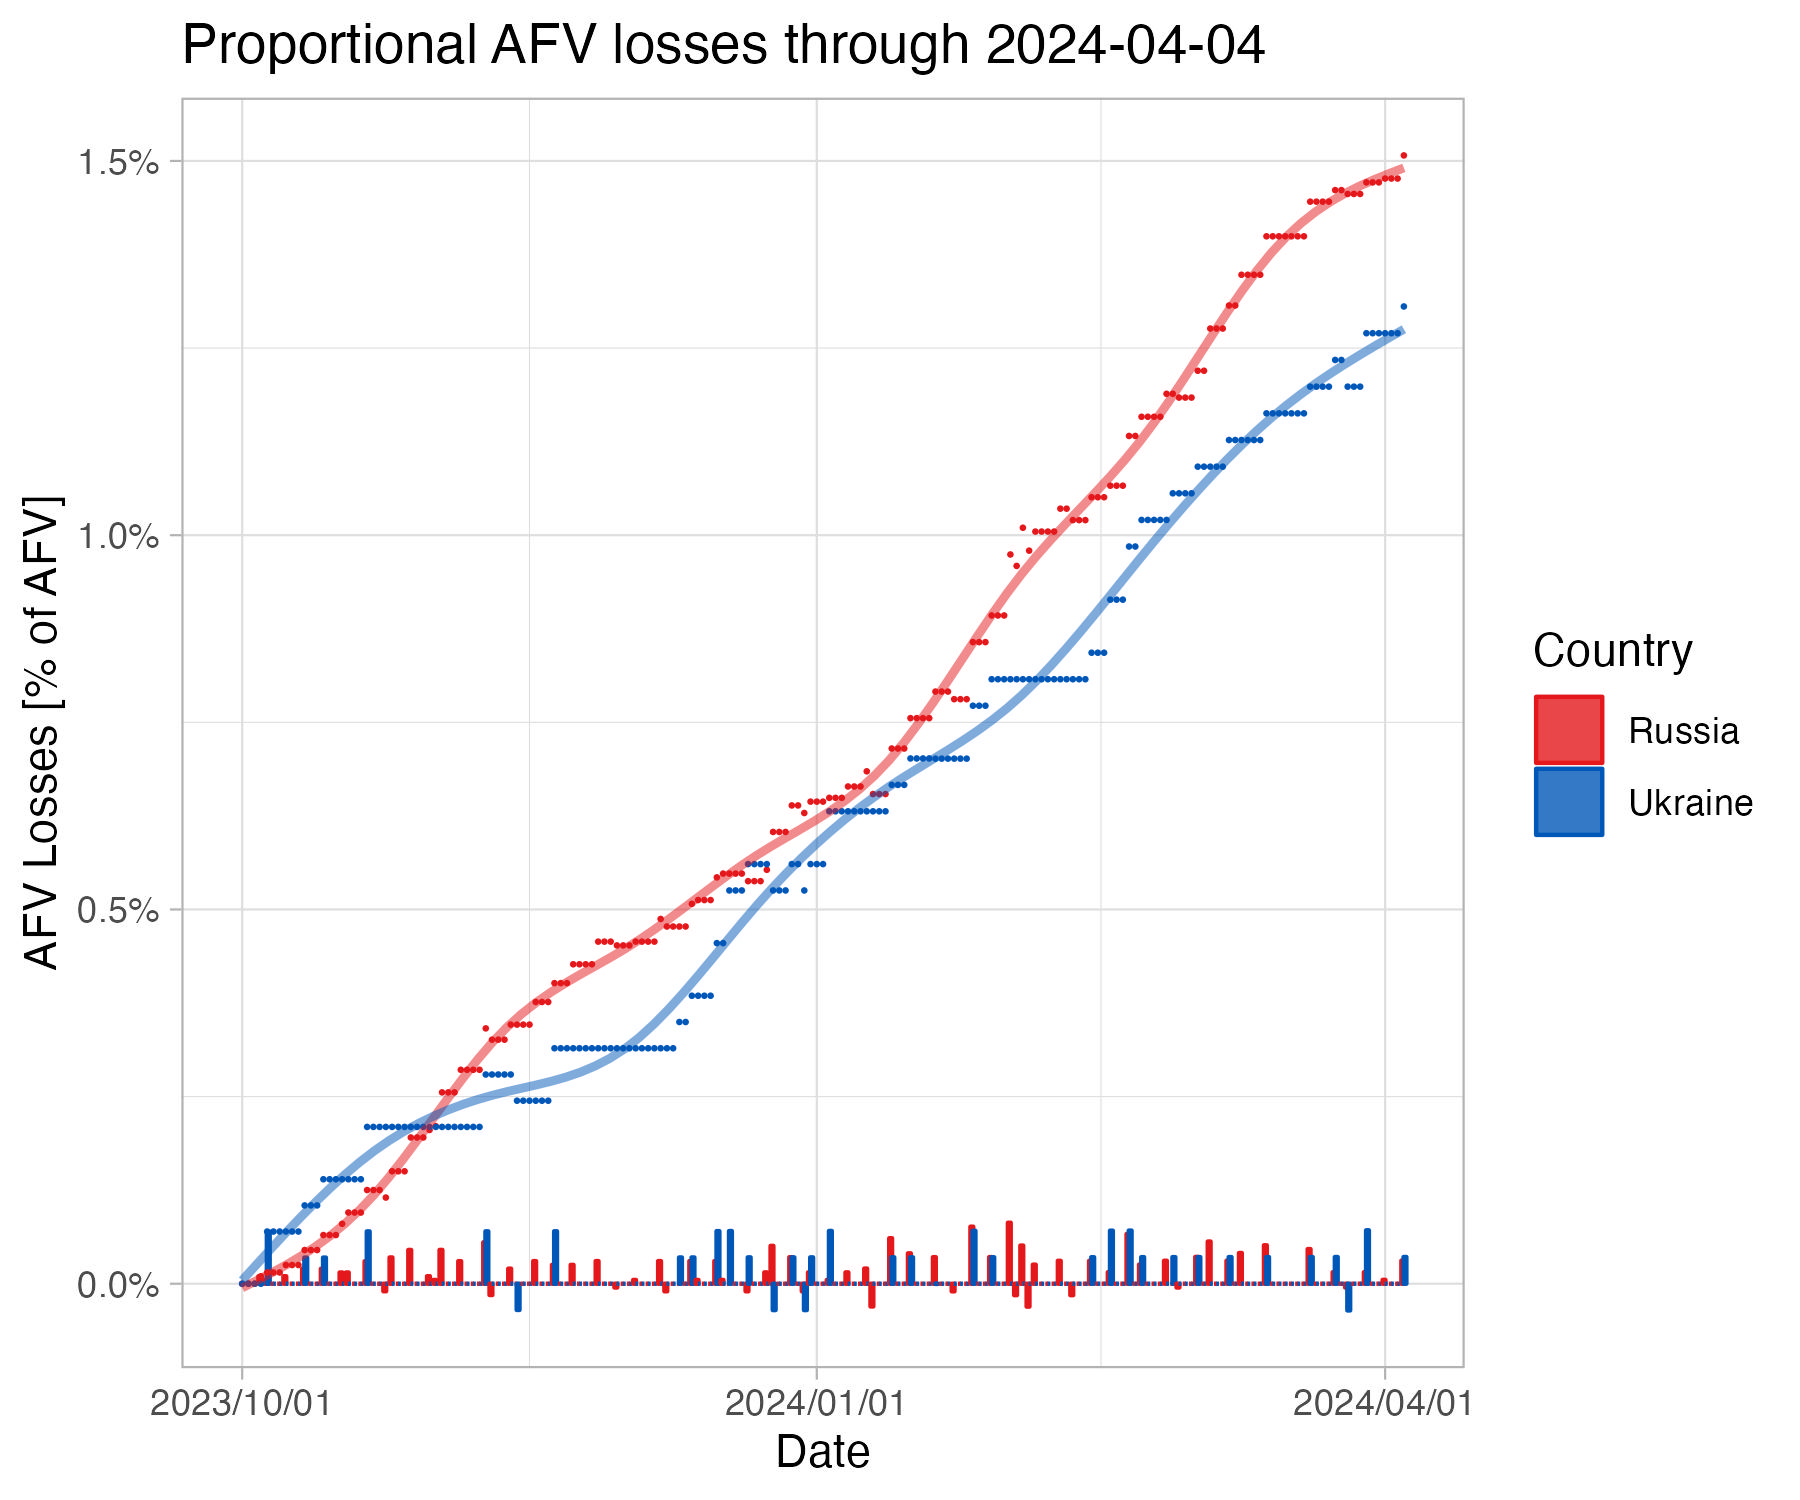 Proportional AFV losses through 2024-04-04
AFV Losses [% of AFV]
1.5%
1.0%
0.5%
0.0%
2023/10/01
2024/01/01
2024/04/01
Date
Country
Russia
Ukraine